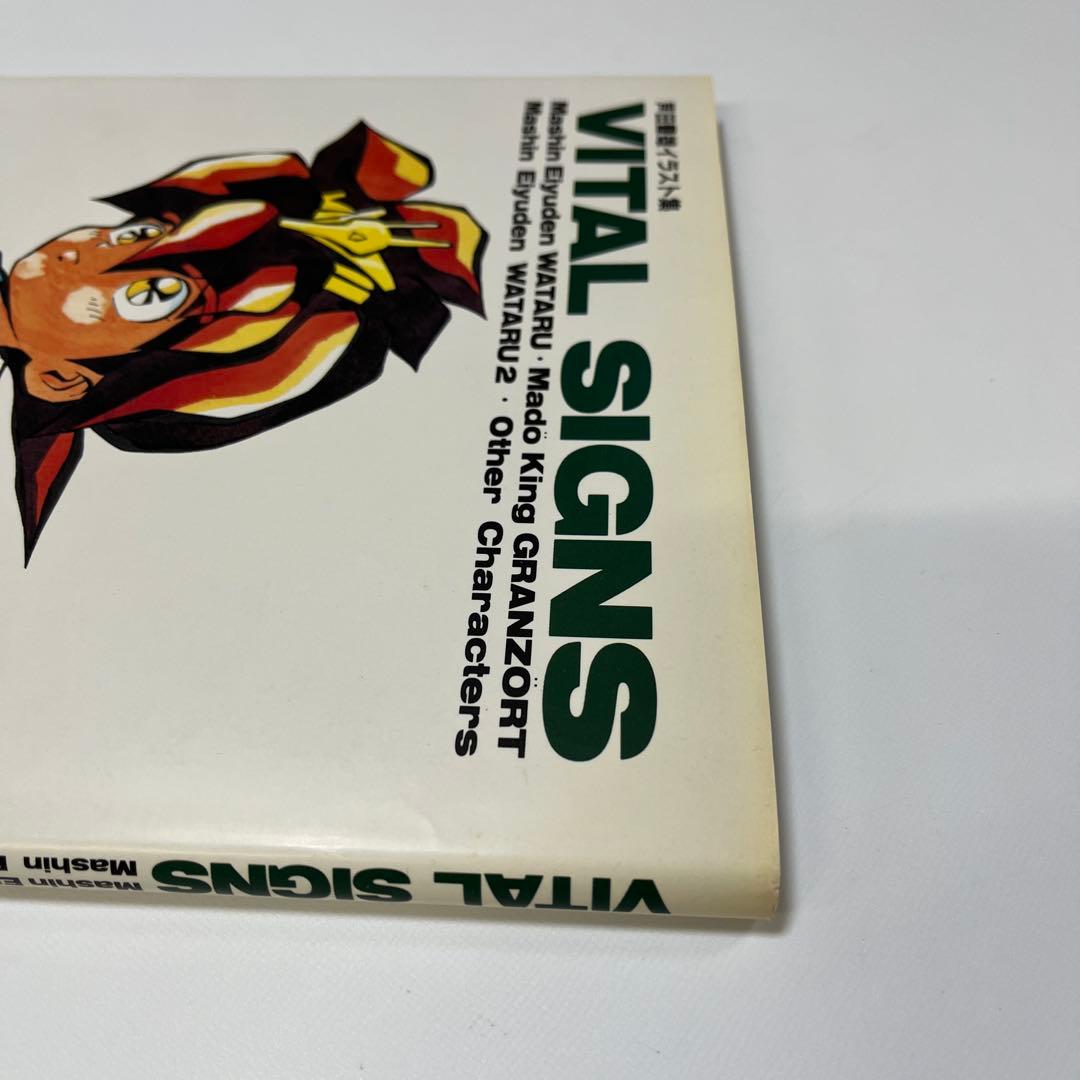 芦田豊雄イラスト集
VITAL SIGNS
Mashin Eiyuden WATARU · Madö King GRANZÖRT
Mashin Eiyuden WATARU2 · Other Characters
VITAL SIGNS
Mashin
Mashin